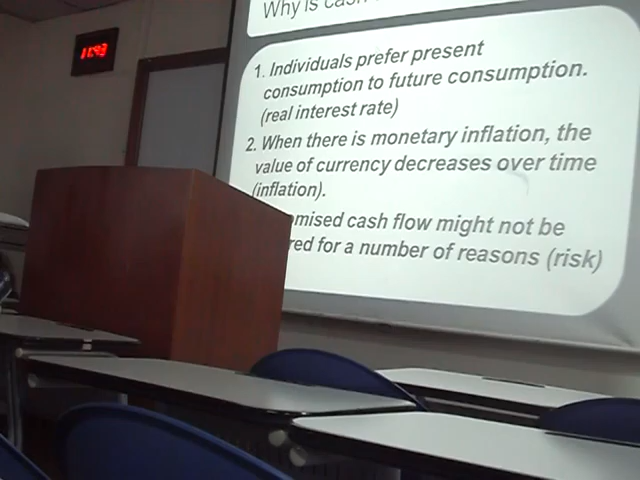 Why is cash
1. Individuals prefer present
consumption to future consumption.
(real interest rate)
2. When there is monetary inflation, the
value of currency decreases over time
(inflation).
mised cash flow might not be
red for a number of reasons (risk)